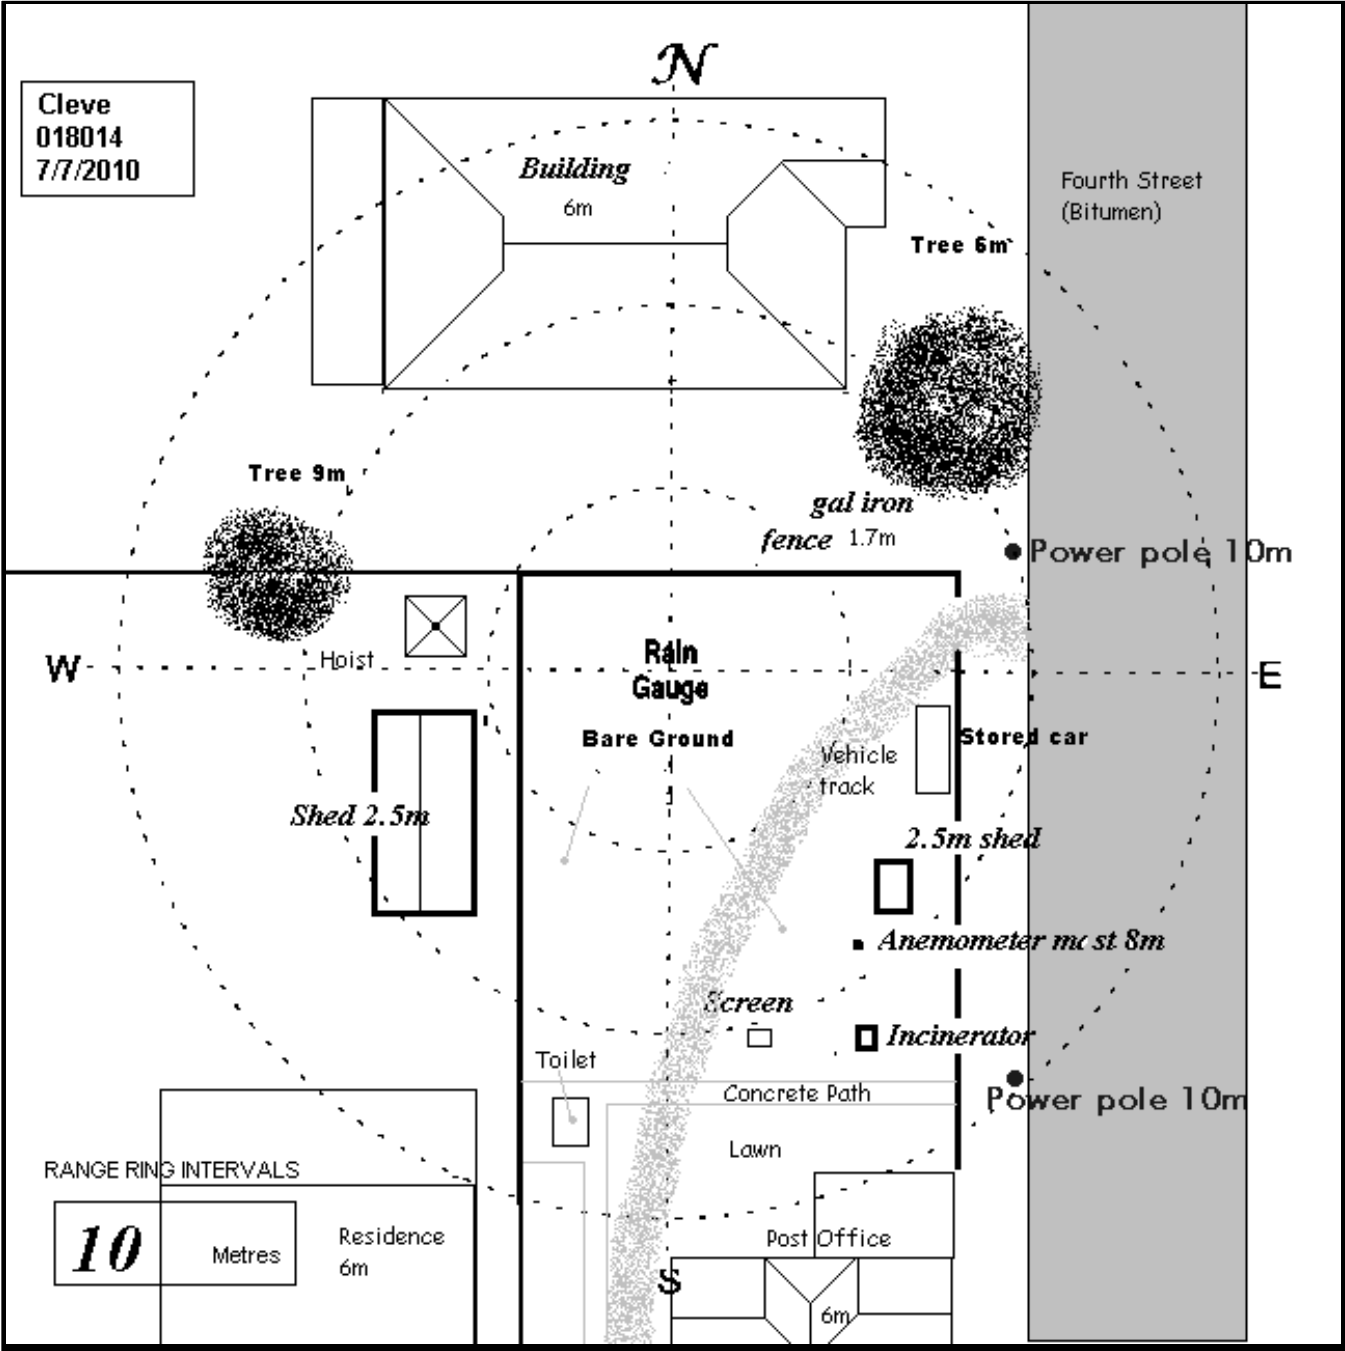 N
Cleve
018014
7/7/2010
Building
6m
Fourth Street
(Bitumen)
Tree 6m
Tree 9m
gal iron
fence 1.7m
Power pole 10m
Hoist
Rain
Gauge
W
E
Bare Ground
Stored car
Vehicle
track
Shed 2.5m
2.5m shed
Anemometer mast 8m
Screen
Incinerator
Toilet
Concrete Path
Power pole 10m
Lawn
RANGE RING INTERVALS
10 Metres
Residence
6m
Post Office
S
6m